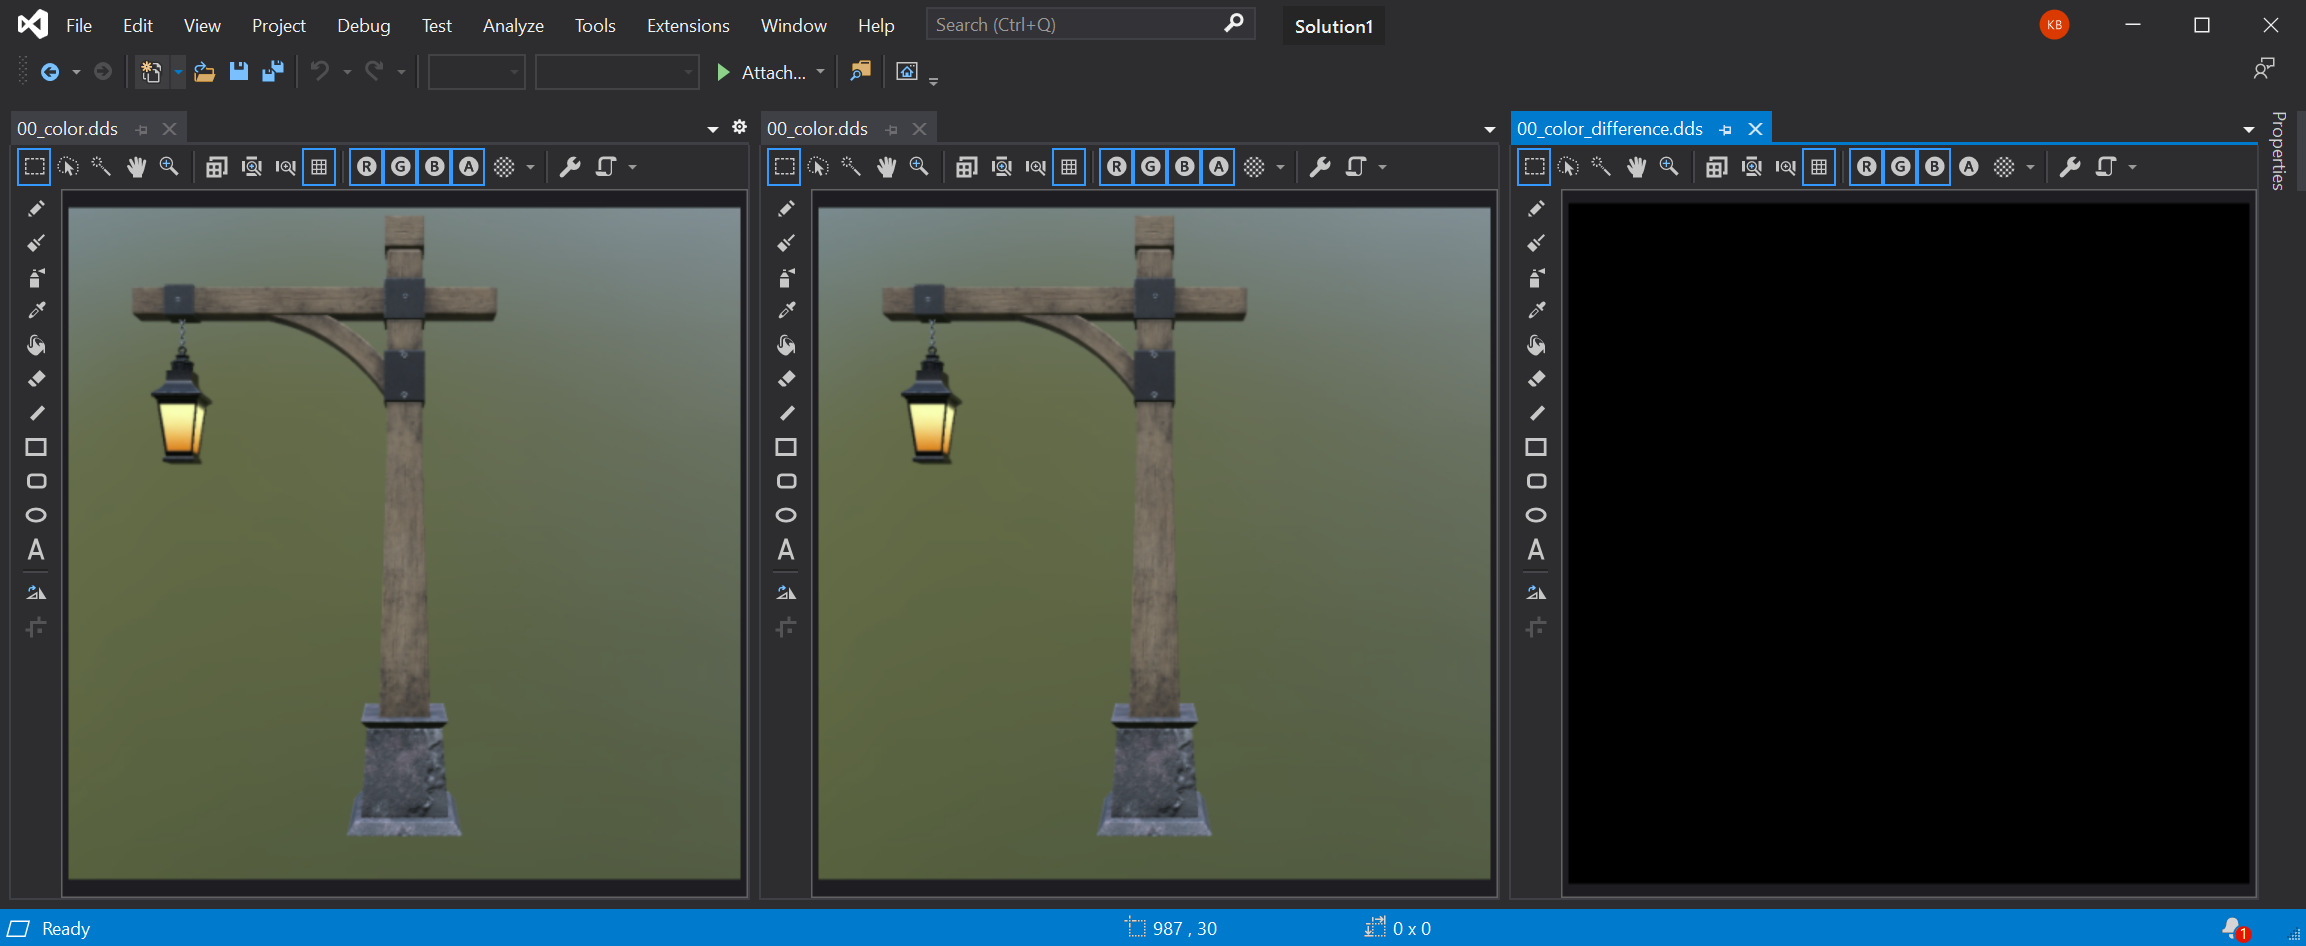 File Edit View Project Debug Test Analyze Tools Extensions Window Help Search (Ctrl+Q) Solution1 KB
Attach...
00_color.dds 00_color.dds 00_color_difference.dds
Properties
R G B A R G B A R G B A
A A A
Ready 987 , 30 0 x 0 1